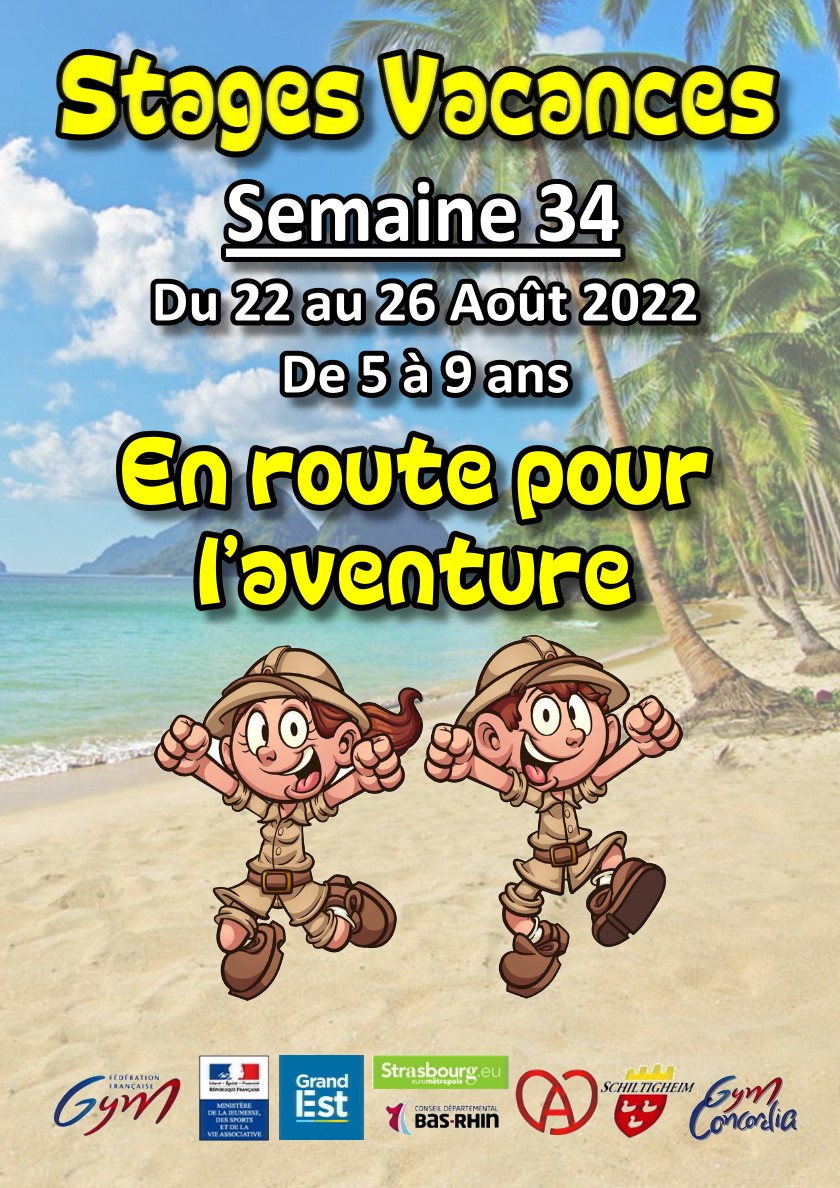 Stages Vacances
Semaine 34
Du 22 au 26 Août 2022
De 5 à 9 ans
En route pour
l'aventure
FÉDÉRATION
FRANÇAISE
Gym
Liberté • Égalité • Fraternité
RÉPUBLIQUE FRANÇAISE
MINISTÈRE
DE LA JEUNESSE,
DES SPORTS
ET DE LA
VIE ASSOCIATIVE
Grand
Est
Strasbourg.eu
eurométropole
CONSEIL DÉPARTEMENTAL
BAS-RHIN
A
SCHILTIGHEIM
Gym
Concordia